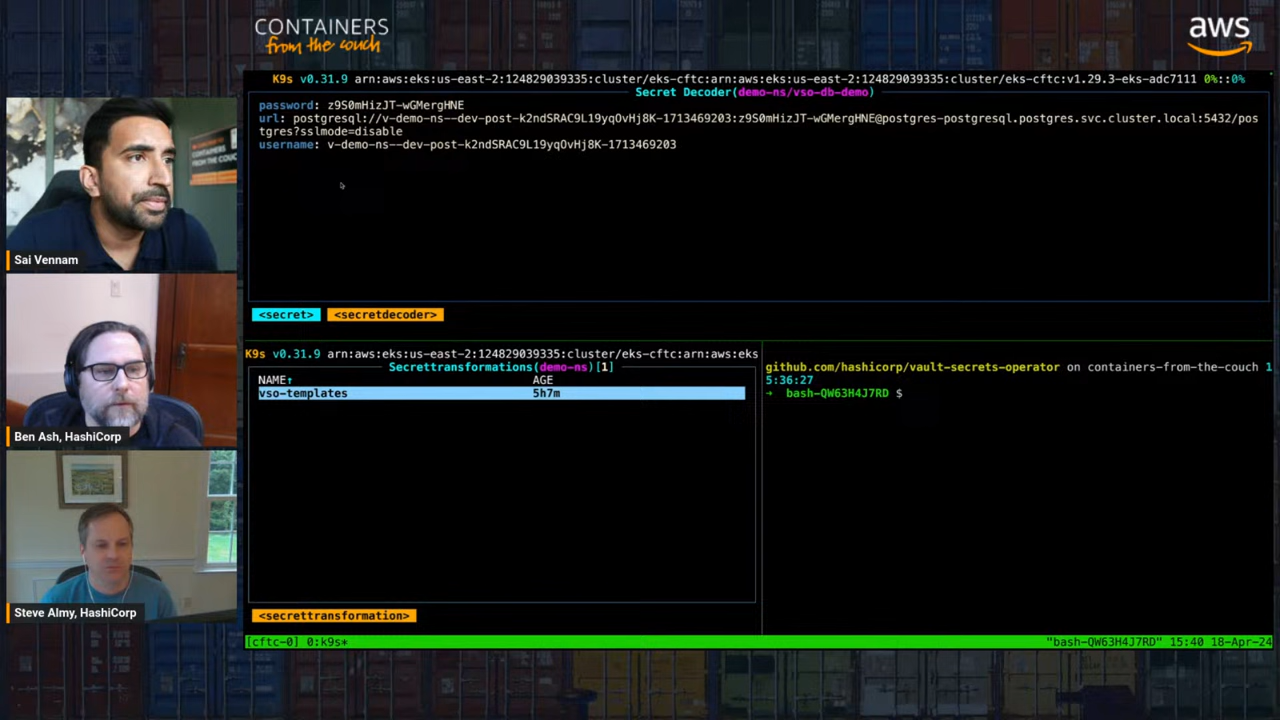 CONTAINERS
from the couch
aws
K9s v0.31.9 arn:aws:eks:us-east-2:124829039335:cluster/eks-cftc:arn:aws:eks:us-east-2:124829039335:cluster/eks-cftc:v1.29.3-eks-adc7111 0%::0%
Secret Decoder(demo-ns/vso-db-demo)
password: z9S0mHizJT-wGMergHNE
url: postgresql://v-demo-ns--dev-post-k2ndSRAC9L19yqOvHj8K-1713469203:z9S0mHizJT-wGMergHNE@postgres-postgresql.postgres.svc.cluster.local:5432/pos
tgres?sslmode=disable
username: v-demo-ns--dev-post-k2ndSRAC9L19yqOvHj8K-1713469203
<secret> <secretdecoder>
Sai Vennam
K9s v0.31.9 arn:aws:eks:us-east-2:124829039335:cluster/eks-cftc:arn:aws:eks
Secrettransformations(demo-ns)[1]
NAME↑ AGE
vso-templates 5h7m
<secrettransformation>
github.com/hashicorp/vault-secrets-operator on containers-from-the-couch 1
5:36:27
→ bash-QW63H4J7RD $
Ben Ash, HashiCorp
Steve Almy, HashiCorp
[cftc-0] 0:k9s* "bash-QW63H4J7RD" 15:40 18-Apr-24